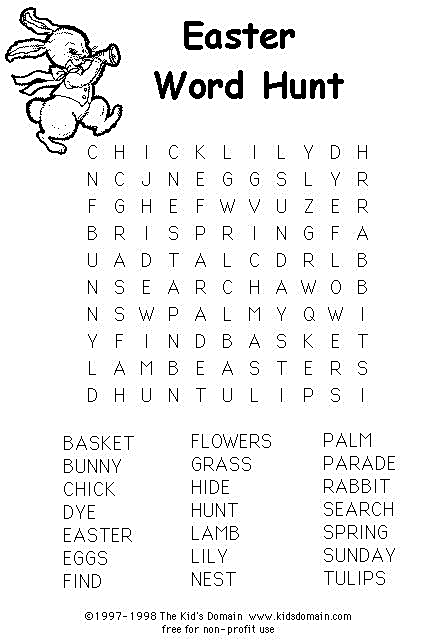 Easter
Word Hunt
C H I C K L I L Y D H
N C J N E G G S L Y R
F G H E F W V U Z E R
B R I S P R I N G F A
U A D T A L C D R L B
N S E A R C H A W O B
N S W P A L M Y Q W I
Y F I N D B A S K E T
L A M B E A S T E R S
D H U N T U L I P S I
BASKET FLOWERS PALM
BUNNY GRASS PARADE
CHICK HIDE RABBIT
DYE HUNT SEARCH
EASTER LAMB SPRING
EGGS LILY SUNDAY
FIND NEST TULIPS
©1997-1998 The Kid's Domain www.kidsdomain.com
free for non-profit use